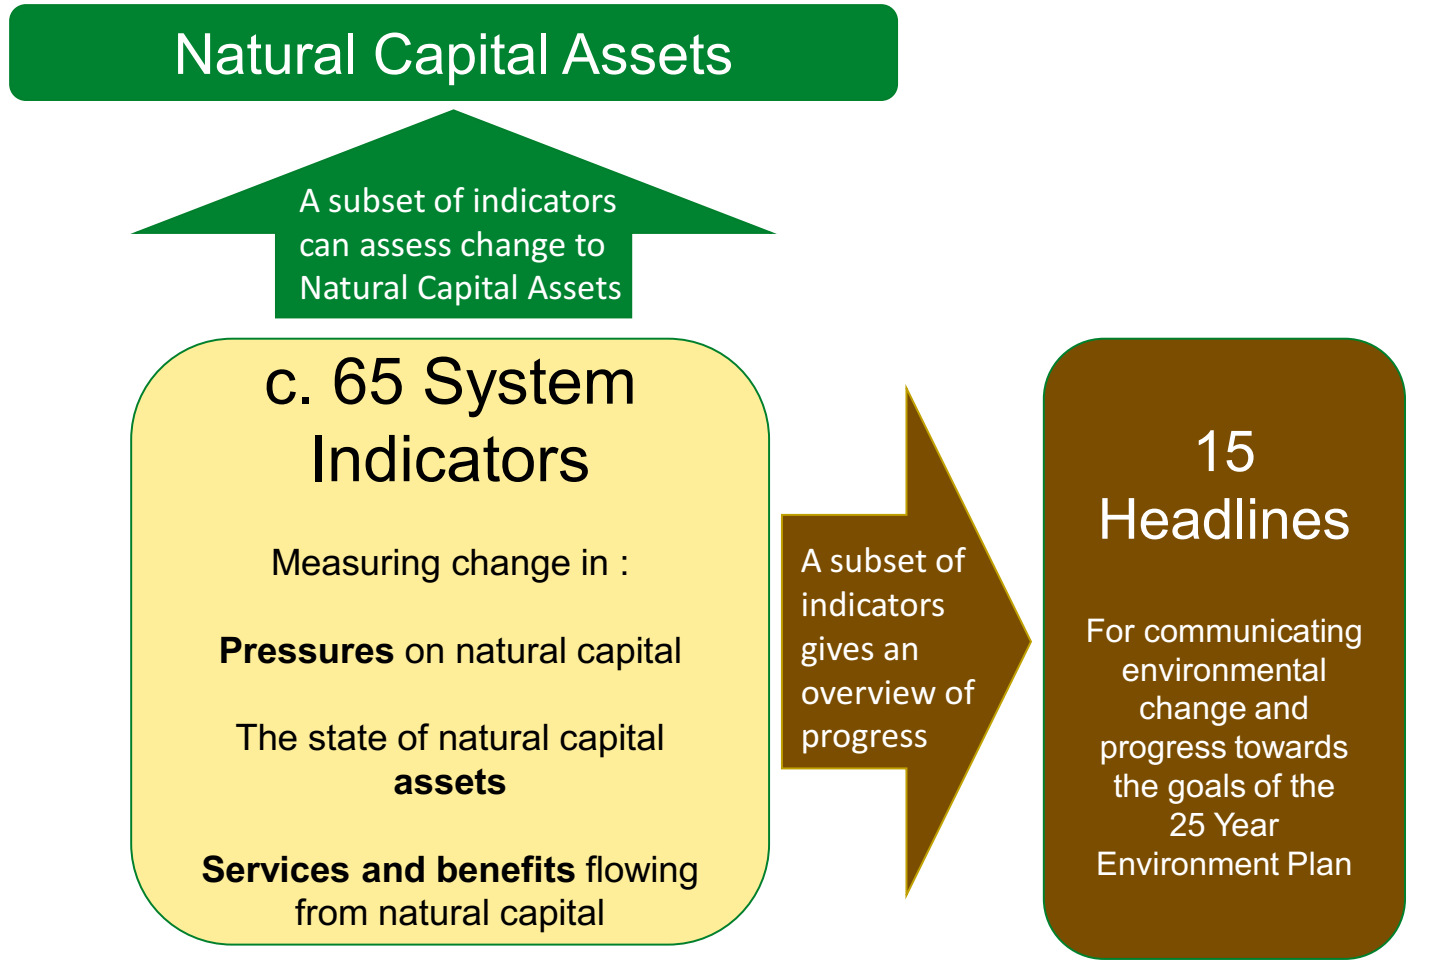 Natural Capital Assets
A subset of indicators
can assess change to
Natural Capital Assets
c. 65 System
Indicators
Measuring change in :
Pressures on natural capital
The state of natural capital
assets
Services and benefits flowing
from natural capital
A subset of
indicators
gives an
overview of
progress
15
Headlines
For communicating
environmental
change and
progress towards
the goals of the
25 Year
Environment Plan